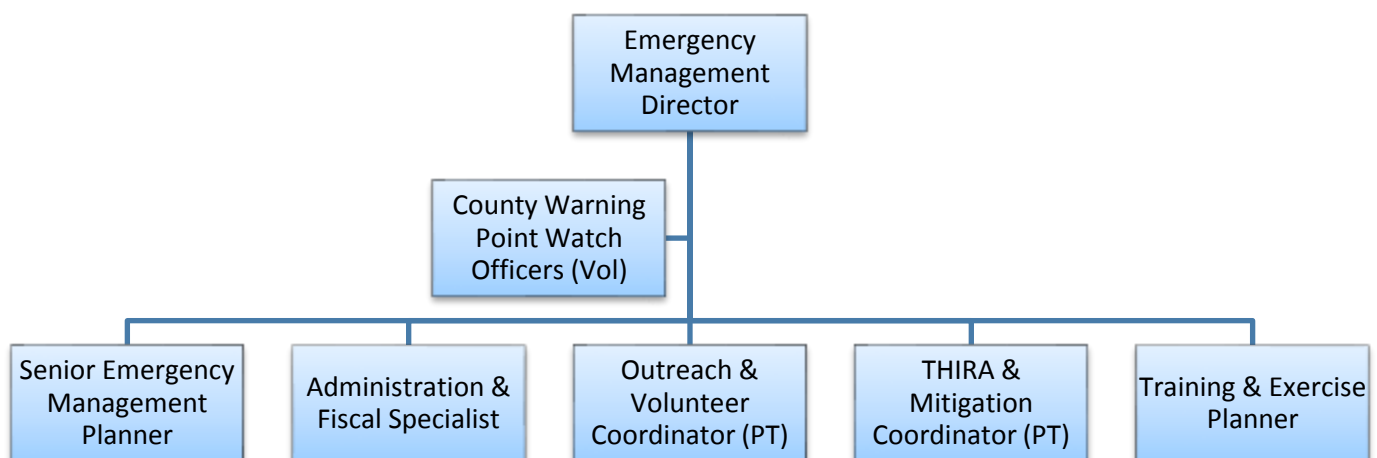 Emergency
Management
Director
County Warning
Point Watch
Officers (Vol)
Senior Emergency
Management
Planner
Administration &
Fiscal Specialist
Outreach &
Volunteer
Coordinator (PT)
THIRA &
Mitigation
Coordinator (PT)
Training & Exercise
Planner